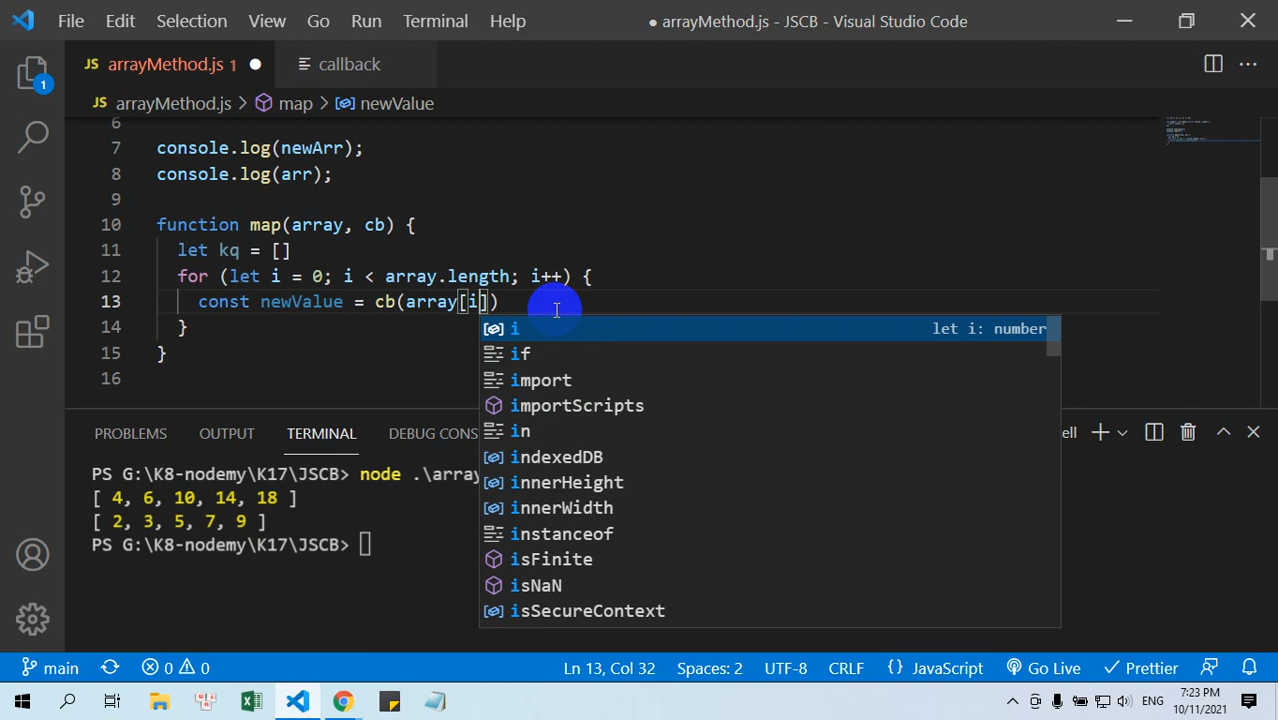 File Edit Selection View Go Run Terminal Help ● arrayMethod.js - JSCB - Visual Studio Code
JS arrayMethod.js 1 ● callback
JS arrayMethod.js > map > newValue
1
6
7 console.log(newArr);
8 console.log(arr);
9
10 function map(array, cb) {
11 let kq = []
12 for (let i = 0; i < array.length; i++) {
13 const newValue = cb(array[i])
14 }
15 }
16
i let i: number
if
import
importScripts
in
indexedDB
innerHeight
innerWidth
instanceof
isFinite
isNaN
isSecureContext
PROBLEMS OUTPUT TERMINAL DEBUG CONS ell
PS G:\K8-nodemy\K17\JSCB> node .\array
[ 4, 6, 10, 14, 18 ]
[ 2, 3, 5, 7, 9 ]
PS G:\K8-nodemy\K17\JSCB>
main 0 0 Ln 13, Col 32 Spaces: 2 UTF-8 CRLF {} JavaScript Go Live Prettier
ENG 7:23 PM
10/11/2021